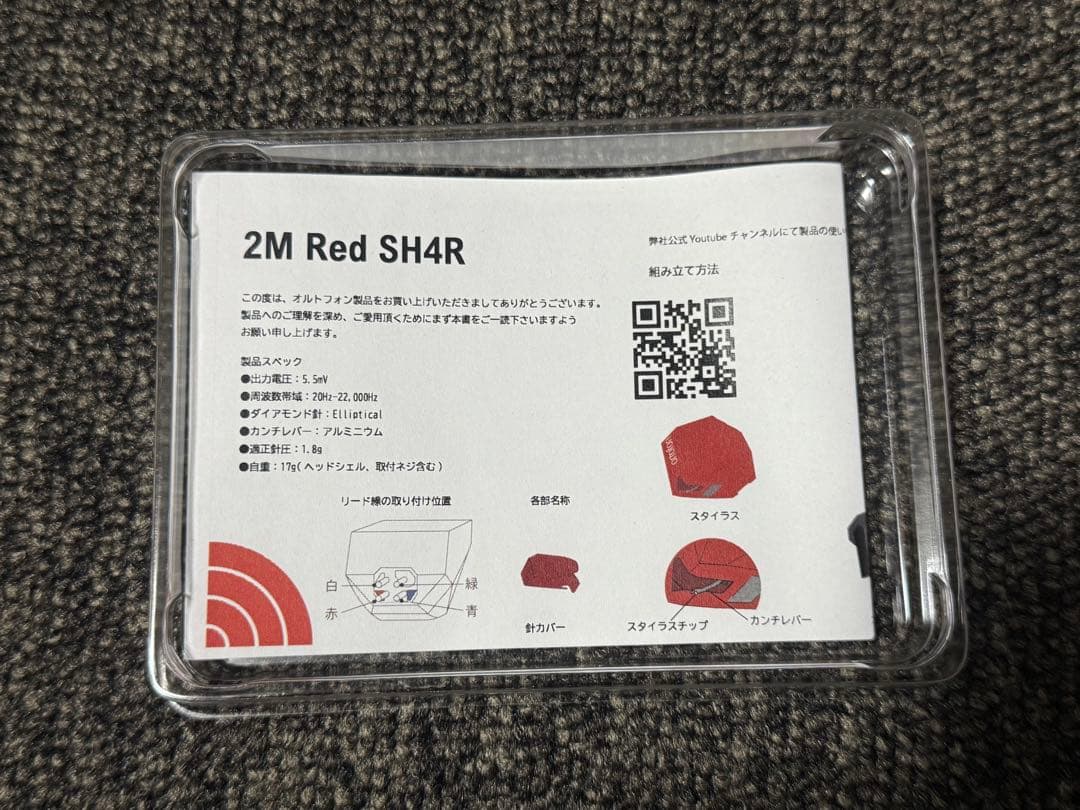 2M Red SH4R
この度は、オルトフォン製品をお買い上げいただきましてありがとうございます。
製品へのご理解を深め、ご愛用頂くためにまず本書をご一読下さいますよう
お願い申し上げます。
製品スペック
●出力電圧:5.5mV
●周波数帯域:20Hz-22,000Hz
●ダイアモンド針:Elliptical
●カンチレバー:アルミニウム
●適正針圧:1.8g
●自重:17g(ヘッドシェル、取付ネジ含む)
リード線の取り付け位置
白
赤
緑
青
各部名称
針カバー
弊社公式Youtubeチャンネルにて製品の使い
組み立て方法
ortofon
スタイラス
スタイラスチップ
カンチレバー